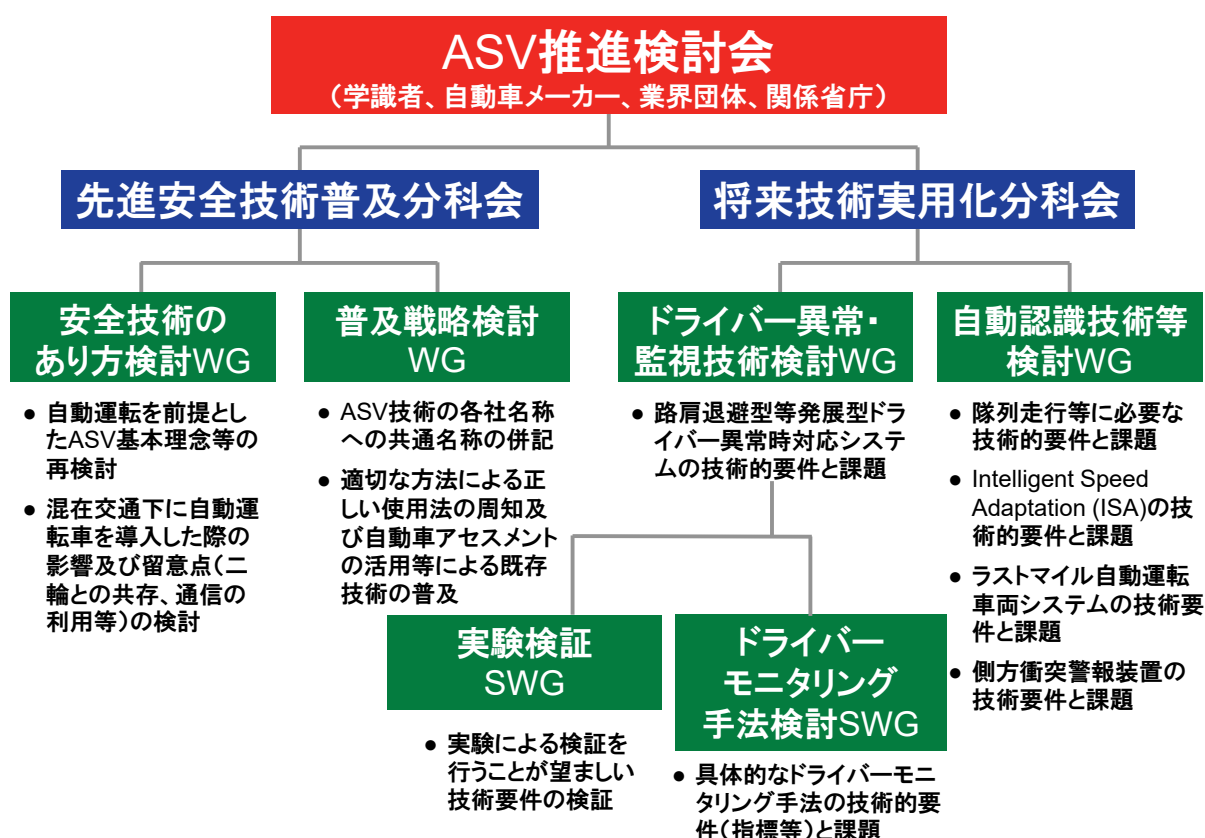 ASV推進検討会
（学識者、自動車メーカー、業界団体、関係省庁）
先進安全技術普及分科会
将来技術実用化分科会
安全技術の
あり方検討WG
● 自動運転を前提とし
たASV基本理念等の
再検討
● 混在交通下に自動運
転車を導入した際の
影響及び留意点（二
輪との共存、通信の
利用等）の検討
普及戦略検討
WG
● ASV技術の各社名称
への共通名称の併記
● 適切な方法による正
しい使用法の周知及
び自動車アセスメント
の活用等による既存
技術の普及
ドライバー異常・
監視技術検討WG
● 路肩退避型等発展型ドラ
イバー異常時対応システ
ムの技術的要件と課題
実験検証
SWG
● 実験による検証を
行うことが望ましい
技術要件の検証
ドライバー
モニタリング
手法検討SWG
● 具体的なドライバーモニ
タリング手法の技術的要
件（指標等）と課題
自動認識技術等
検討WG
● 隊列走行等に必要な
技術的要件と課題
● Intelligent Speed
Adaptation (ISA)の技
術的要件と課題
● ラストマイル自動運転
車両システムの技術要
件と課題
● 側方衝突警報装置の
技術要件と課題